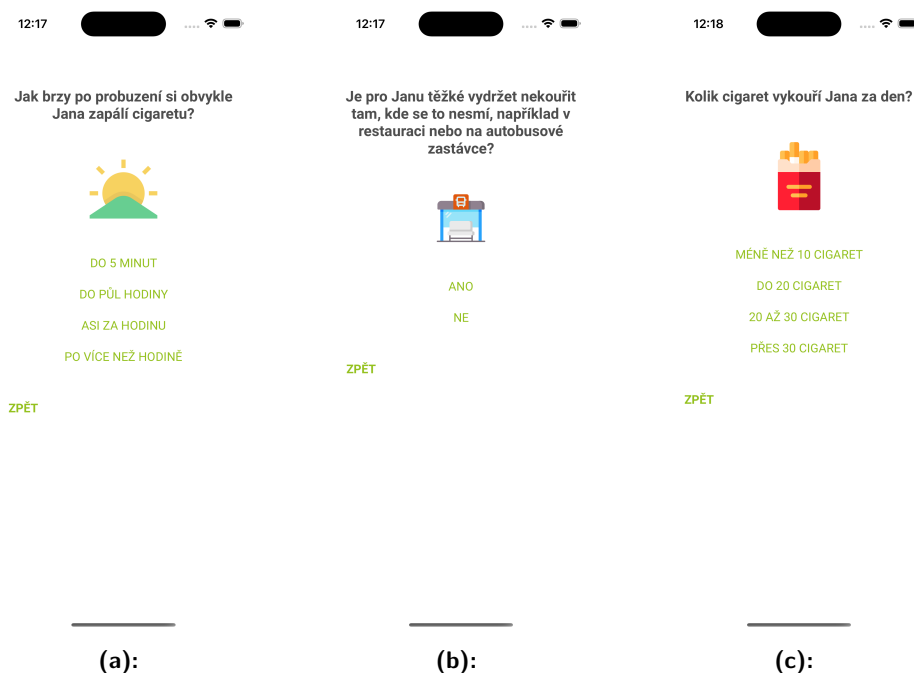 12:17
Jak brzy po probuzení si obvykle
Jana zapálí cigaretu?
DO 5 MINUT
DO PŮL HODINY
ASI ZA HODINU
PO VÍCE NEŽ HODINĚ
ZPĚT
(a):
12:17
Je pro Janu těžké vydržet nekouřit
tam, kde se to nesmí, například v
restauraci nebo na autobusové
zastávce?
ANO
NE
ZPĚT
(b):
12:18
Kolik cigaret vykouří Jana za den?
MÉNĚ NEŽ 10 CIGARET
DO 20 CIGARET
20 AŽ 30 CIGARET
PŘES 30 CIGARET
ZPĚT
(c):